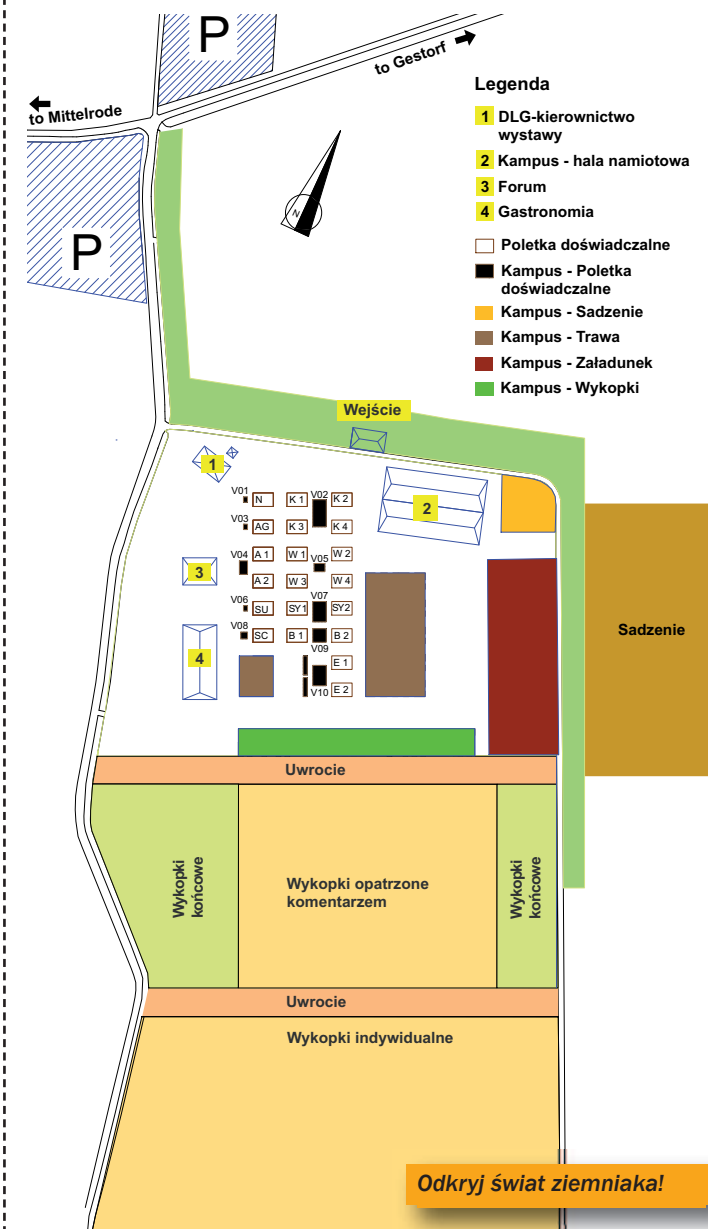 P
to Gestorf
to Mittelrode
P
N
Legenda
1 DLG-kierownictwo
wystawy
2 Kampus - hala namiotowa
3 Forum
4 Gastronomia
Poletka doświadczalne
Kampus - Poletka
doświadczalne
Kampus - Sadzenie
Kampus - Trawa
Kampus - Załadunek
Kampus - Wykopki
Wejście
1
2
3
4
V01 N K 1 V02 K 2
V03 AG K 3 K 4
V04 A 1 W 1 V05 W 2
A 2 W 3 W 4
V06 SU SY1 V07 SY2
V08 SC B 1 B 2
V09 E 1
V10 E 2
Sadzenie
Uwrocie
Wykopki
końcowe
Wykopki opatrzone
komentarzem
Wykopki
końcowe
Uwrocie
Wykopki indywidualne
Odkryj świat ziemniaka!